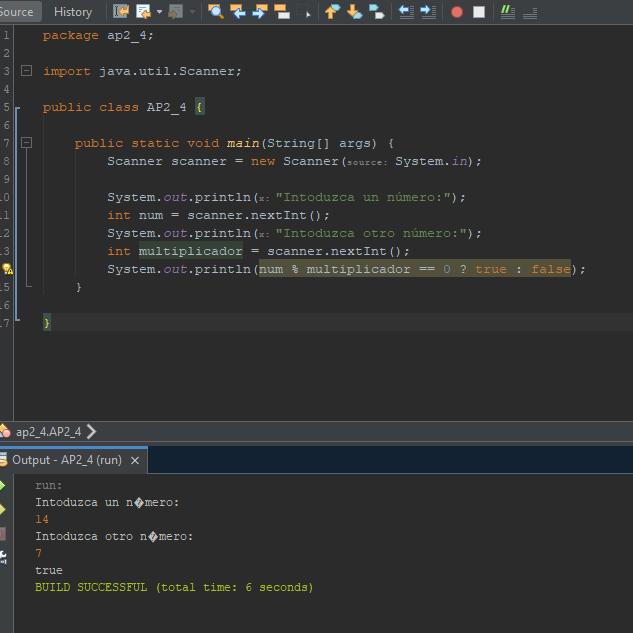 Source History
1 package ap2_4;
2
3 import java.util.Scanner;
4
5 public class AP2_4 {
6
7 public static void main(String[] args) {
8 Scanner scanner = new Scanner(source: System.in);
9
10 System.out.println(x: "Intoduzca un número:");
11 int num = scanner.nextInt();
12 System.out.println(x: "Intoduzca otro número:");
13 int multiplicador = scanner.nextInt();
System.out.println(num % multiplicador == 0 ? true : false);
15 }
16
17 }
ap2_4.AP2_4
Output - AP2_4 (run)
run:
Intoduzca un n�mero:
14
Intoduzca otro n�mero:
7
true
BUILD SUCCESSFUL (total time: 6 seconds)